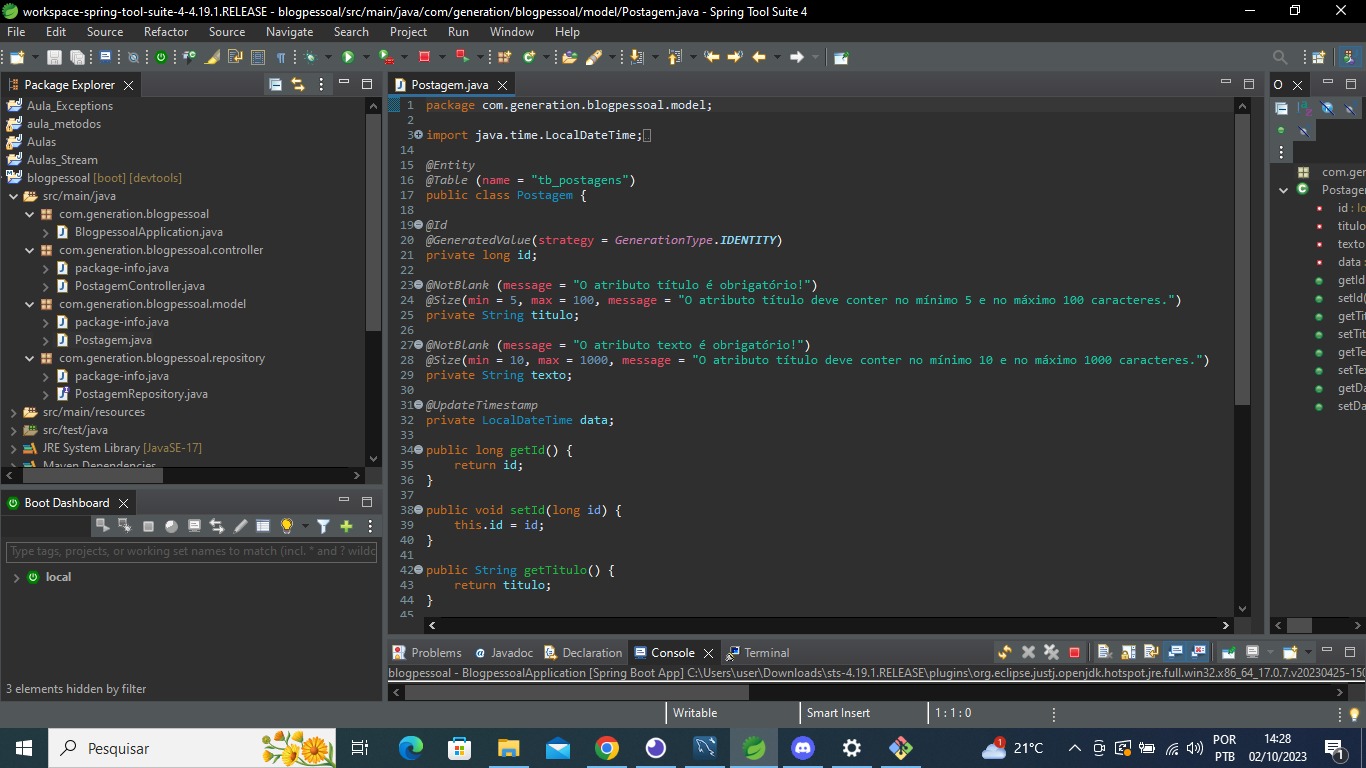 workspace-spring-tool-suite-4-4.19.1.RELEASE - blogpessoal/src/main/java/com/generation/blogpessoal/model/Postagem.java - Spring Tool Suite 4
File Edit Source Refactor Source Navigate Search Project Run Window Help
Package Explorer
Aula_Exceptions
aula_metodos
Aulas
Aulas_Stream
blogpessoal [boot] [devtools]
src/main/java
com.generation.blogpessoal
BlogpessoalApplication.java
com.generation.blogpessoal.controller
package-info.java
PostagemController.java
com.generation.blogpessoal.model
package-info.java
Postagem.java
com.generation.blogpessoal.repository
package-info.java
PostagemRepository.java
src/main/resources
src/test/java
JRE System Library [JavaSE-17]
Maven Dependencies
Boot Dashboard
Type tags, projects, or working set names to match (incl. * and ? wildc
local
3 elements hidden by filter
Postagem.java
1 package com.generation.blogpessoal.model;
2
3 import java.time.LocalDateTime;
14
15 @Entity
16 @Table (name = "tb_postagens")
17 public class Postagem {
18
19 @Id
20 @GeneratedValue(strategy = GenerationType.IDENTITY)
21 private long id;
22
23 @NotBlank (message = "O atributo título é obrigatório!")
24 @Size(min = 5, max = 100, message = "O atributo título deve conter no mínimo 5 e no máximo 100 caracteres.")
25 private String titulo;
26
27 @NotBlank (message = "O atributo texto é obrigatório!")
28 @Size(min = 10, max = 1000, message = "O atributo título deve conter no mínimo 10 e no máximo 1000 caracteres.")
29 private String texto;
30
31 @UpdateTimestamp
32 private LocalDateTime data;
33
34 public long getId() {
35 return id;
36 }
37
38 public void setId(long id) {
39 this.id = id;
40 }
41
42 public String getTitulo() {
43 return titulo;
44 }
45
O
com.ger
Postage
id : lo
titulo
texto
data :
getId
setId(
getTit
setTit
getTe
setTe
getDa
setDa
Problems Javadoc Declaration Console Terminal
blogpessoal - BlogpessoalApplication [Spring Boot App] C:\Users\user\Downloads\sts-4.19.1.RELEASE\plugins\org.eclipse.justj.openjdk.hotspot.jre.full.win32.x86_64_17.0.7.v20230425-150
Writable Smart Insert 1 : 1 : 0
Pesquisar
1
21°C
POR
PTB
14:28
02/10/2023
1